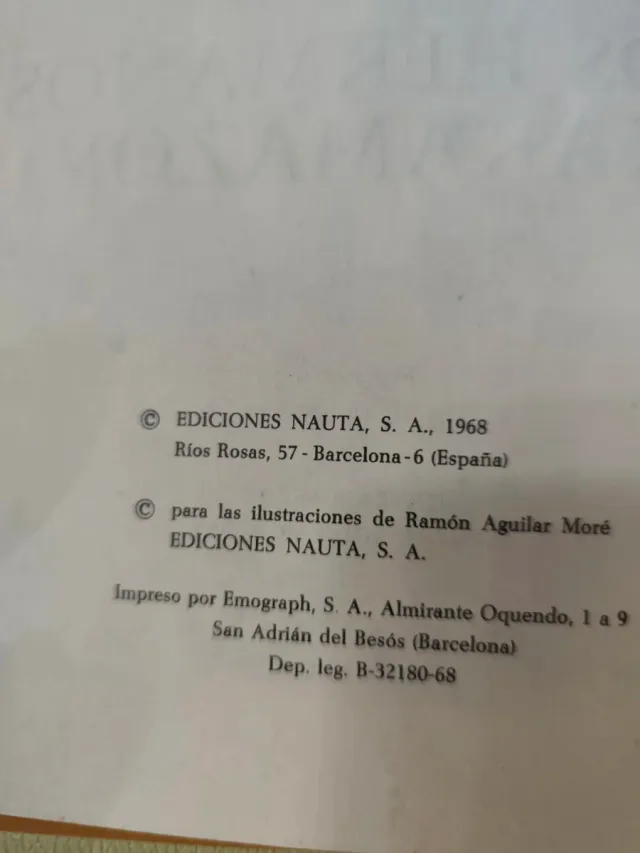 © EDICIONES NAUTA, S. A., 1968
Ríos Rosas, 57 - Barcelona - 6 (España)
© para las ilustraciones de Ramón Aguilar Moré
EDICIONES NAUTA, S. A.
Impreso por Emograph, S. A., Almirante Oquendo, 1 a 9
San Adrián del Besós (Barcelona)
Dep. leg. B-32180-68